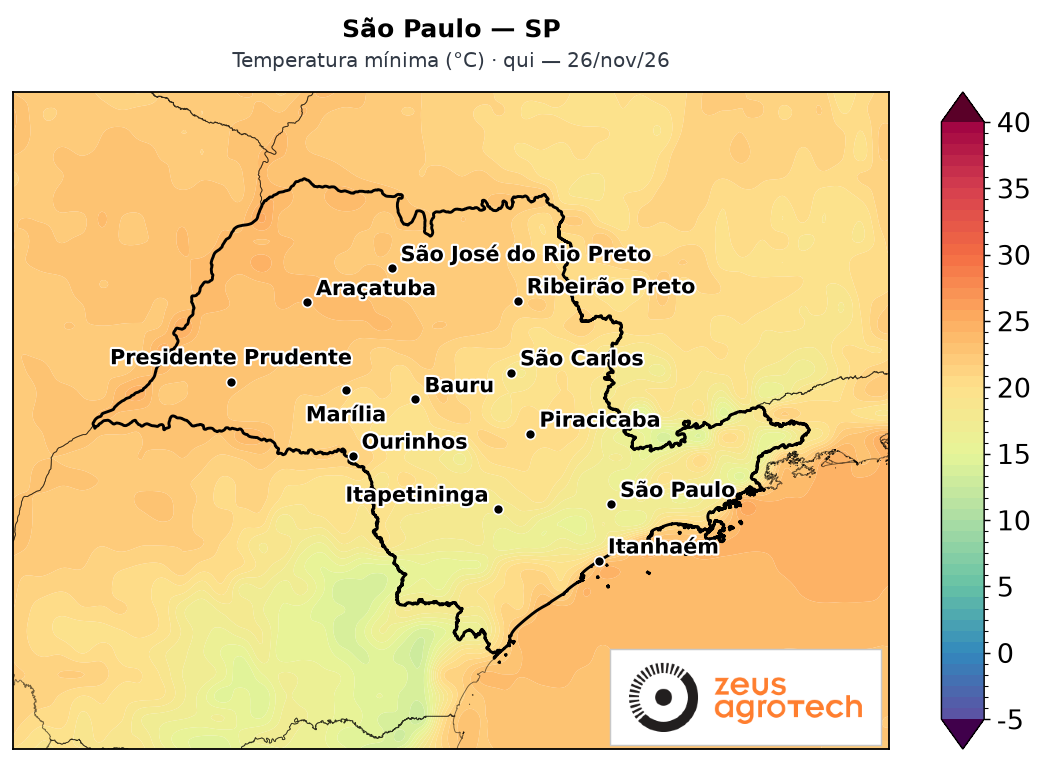 São Paulo — SP
Temperatura mínima (°C) · qui — 26/nov/26
São José do Rio Preto
Araçatuba
Ribeirão Preto
Presidente Prudente
São Carlos
Bauru
Marília
Piracicaba
Ourinhos
Itapetininga
São Paulo
Itanhaém
40
35
30
25
20
15
10
5
0
-5
zeus
agrotech